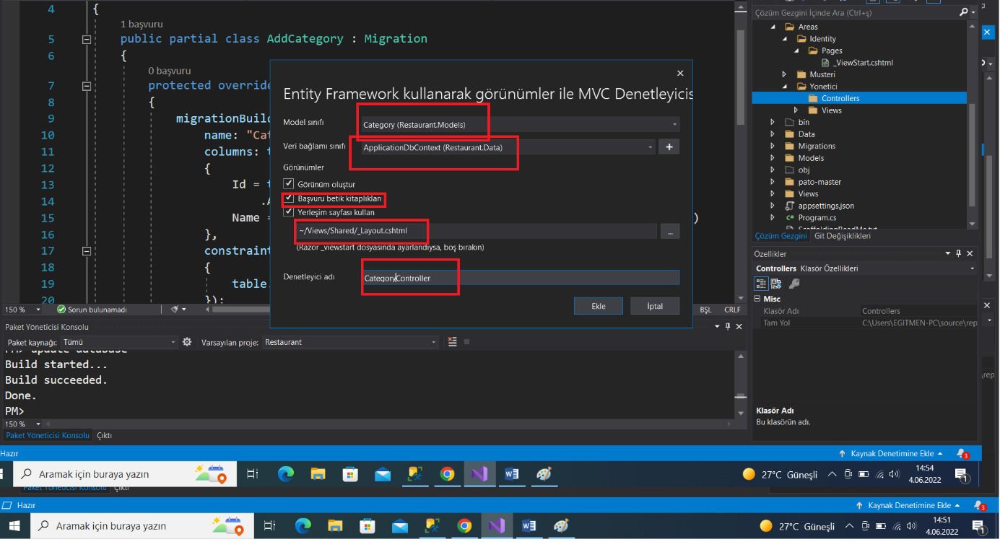 4 {
1 başvuru
5 public partial class AddCategory : Migration
6 {
0 başvuru
7 protected override
8 {
9 migrationBuil
10 name: "Cat
11 columns: t
12 {
13 Id = t
14 .A
15 Name = )
16 },
17 constraint
18 {
19 table.
20 });
150 % Sorun bulunamadı BŞL CRLF
Entity Framework kullanarak görünümler ile MVC Denetleyicis
Model sınıfı Category (Restaurant.Models)
Veri bağlamı sınıfı ApplicationDbContext (Restaurant.Data) +
Görünümler
Görünüm oluştur
Başvuru betik kitaplıkları
Yerleşim sayfası kullan
~/Views/Shared/_Layout.cshtml ...
(Razor _viewstart dosyasında ayarlandıysa, boş bırakın)
Denetleyici adı CategoryController
Ekle İptal
Paket Yöneticisi Konsolu
Paket kaynağı: Tümü Varsayılan proje: Restaurant
PM> update-database
Build started...
Build succeeded.
Done.
PM>
150 %
Paket Yöneticisi Konsolu Çıktı
Çözüm Gezgini İçinde Ara (Ctrl+ş)
Areas
Identity
Pages
_ViewStart.cshtml
Musteri
Yonetici
Controllers
Views
bin
Data
Migrations
Models
obj
pato-master
Views
appsettings.json
C# Program.cs
ScaffoldingReadMe.txt
Çözüm Gezgini Git Değişiklikleri
Özellikler
Controllers Klasör Özellikleri
Misc
Klasör Adı Controllers
Tam Yol C:\Users\EGITMEN-PC\source\rep
\rep
Klasör Adı
Bu klasörün adı.
Hazır Kaynak Denetimine Ekle 3
Aramak için buraya yazın 27°C Güneşli 14:54
4.06.2022 1
Paket Yöneticisi Konsolu Çıktı
Hazır Kaynak Denetimine Ekle 3
Aramak için buraya yazın 27°C Güneşli 14:51
4.06.2022 1